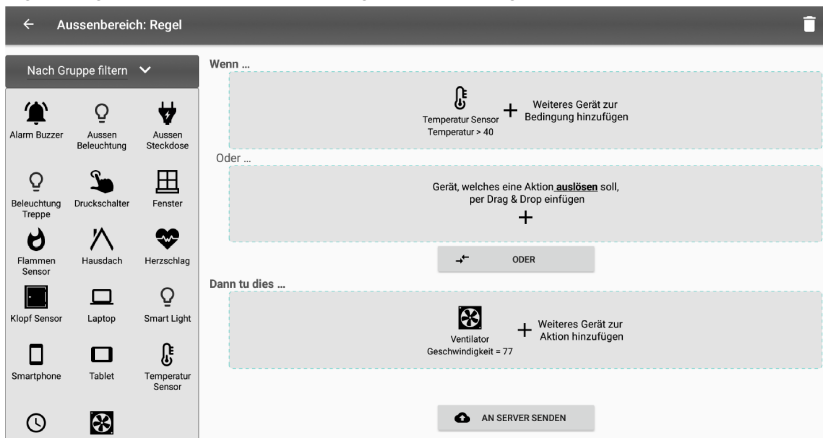 Aussenbereich: Regel
Nach Gruppe filtern
Alarm Buzzer
Aussen
Beleuchtung
Aussen
Steckdose
Beleuchtung
Treppe
Druckschalter
Fenster
Flammen
Sensor
Hausdach
Herzschlag
Klopf Sensor
Laptop
Smart Light
Smartphone
Tablet
Temperatur
Sensor
Wenn ...
Temperatur Sensor
Temperatur > 40
Weiteres Gerät zur
Bedingung hinzufügen
Oder ...
Gerät, welches eine Aktion auslösen soll,
per Drag & Drop einfügen
ODER
Dann tu dies ...
Ventilator
Geschwindigkeit = 77
Weiteres Gerät zur
Aktion hinzufügen
AN SERVER SENDEN